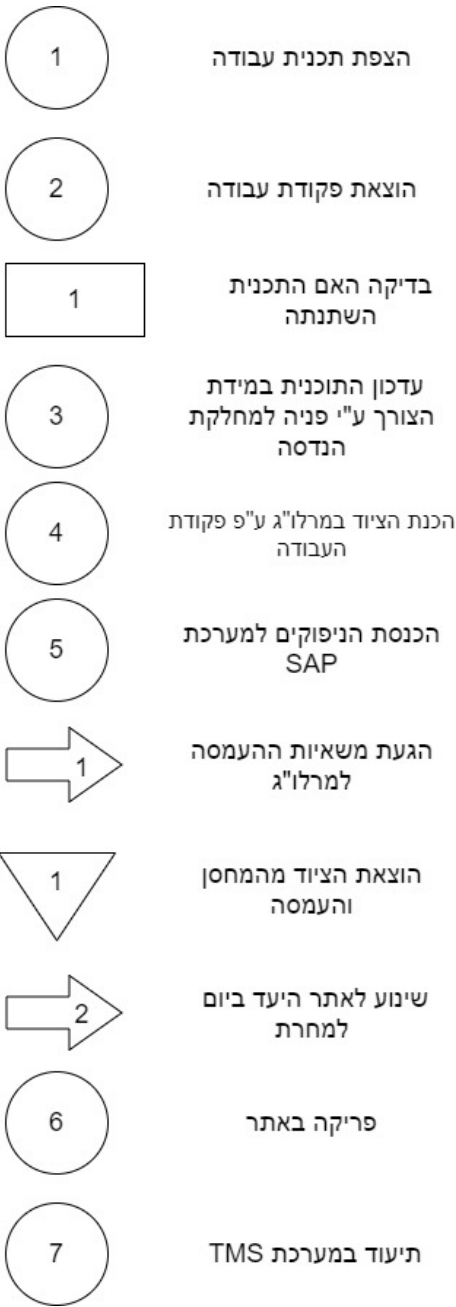 1
הצפת תכנית עבודה
2
הוצאת פקודת עבודה
1
בדיקה האם התכנית
השתנתה
3
עדכון התוכנית במידת
הצורך ע"י פניה למחלקת
הנדסה
4
הכנת הציוד במרלו"ג ע"פ פקודת
העבודה
5
הכנסת הניפוקים למערכת
SAP
1
הגעת משאיות ההעמסה
למרלו"ג
1
הוצאת הציוד מהמחסן
והעמסה
2
שינוע לאתר היעד ביום
למחרת
6
פריקה באתר
7
תיעוד במערכת TMS